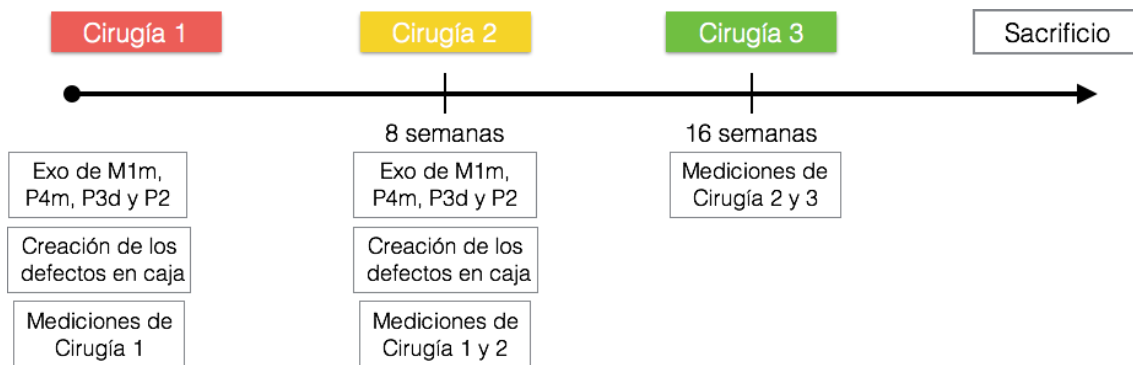 Cirugía 1
Cirugía 2
Cirugía 3
Sacrificio
8 semanas
16 semanas
Exo de M1m,
P4m, P3d y P2
Creación de los
defectos en caja
Mediciones de
Cirugía 1
Exo de M1m,
P4m, P3d y P2
Creación de los
defectos en caja
Mediciones de
Cirugía 1 y 2
Mediciones de
Cirugía 2 y 3